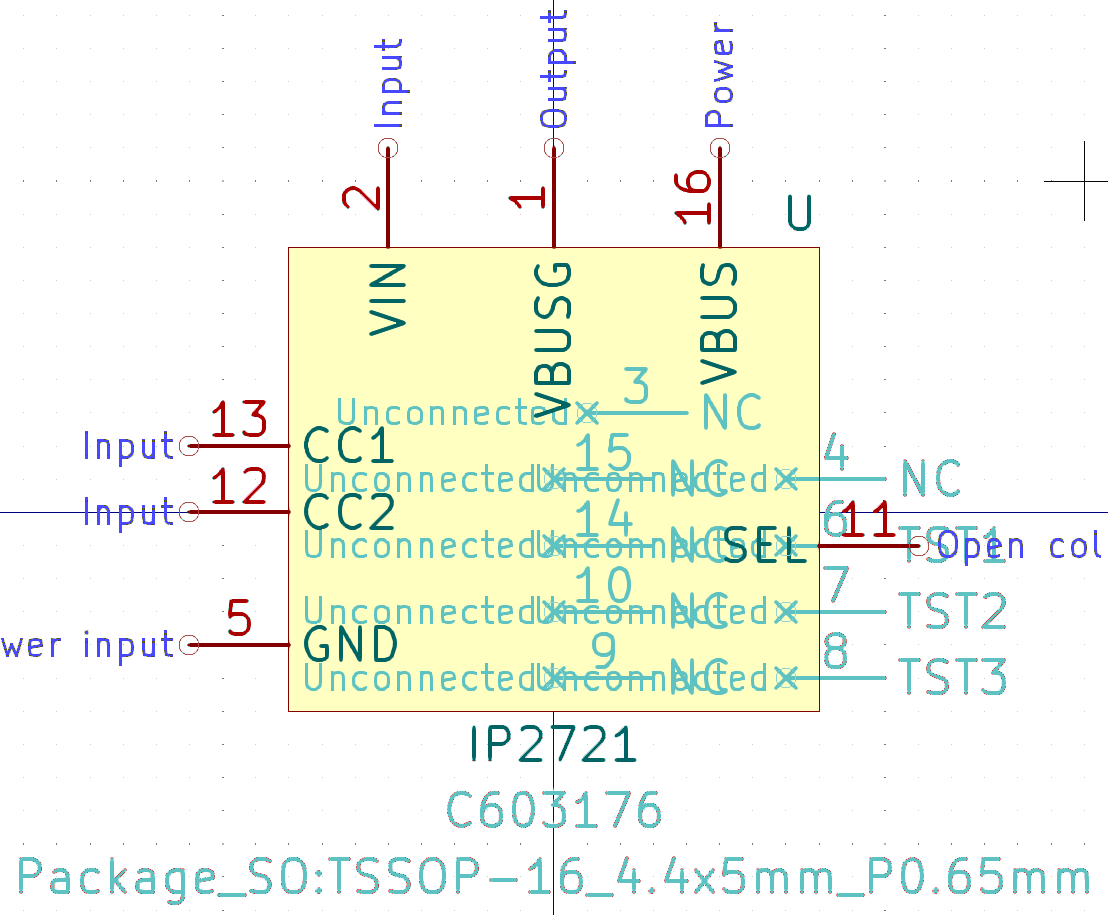 Input
Output
Power
2
1
16
U
VIN
VBUSG
VBUS
3
Unconnected
NC
13
Input
CC1
15
4
Unconnected
Unconnected
NC
NC
12
Input
CC2
14
6
11
Unconnected
NC
SEL
TST1
Open col
10
7
Unconnected
Unconnected
NC
TST2
5
wer input
GND
9
8
Unconnected
Unconnected
NC
TST3
IP2721
C603176
Package_SO:TSSOP-16_4.4x5mm_P0.65mm